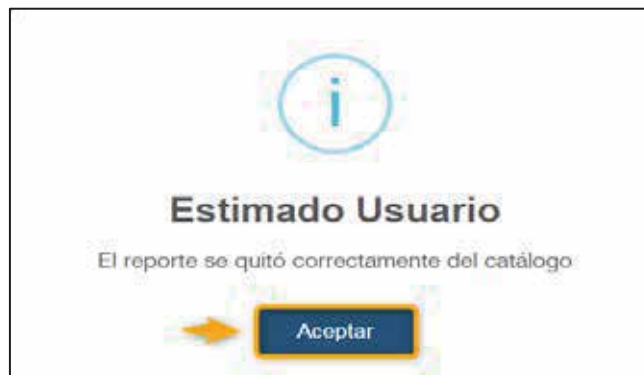 Estimado Usuario
El reporte se quitó correctamente del catálogo
Aceptar